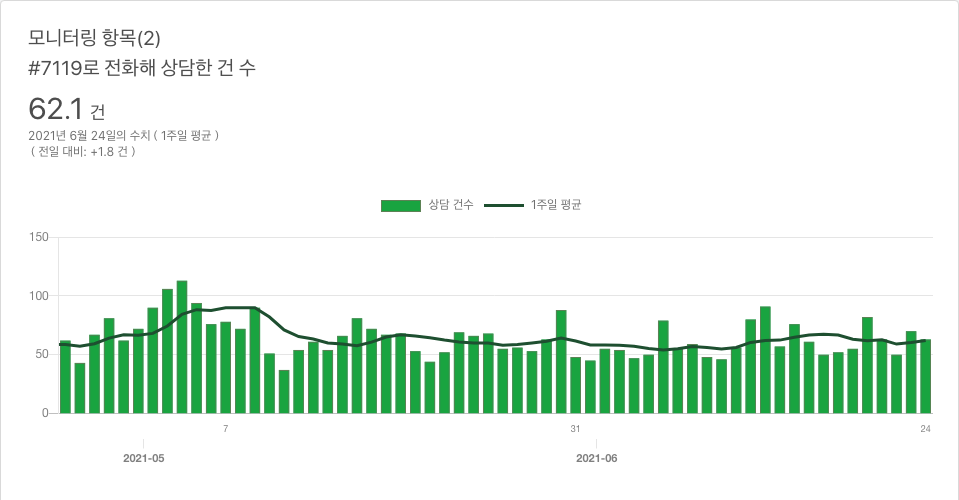 모니터링 항목(2)
#7119로 전화해 상담한 건 수
62.1 건
2021년 6월 24일의 수치 ( 1주일 평균 )
( 전일 대비: +1.8 건 )
상담 건수 1주일 평균
150
100
50
0
7 31 24
2021-05 2021-06